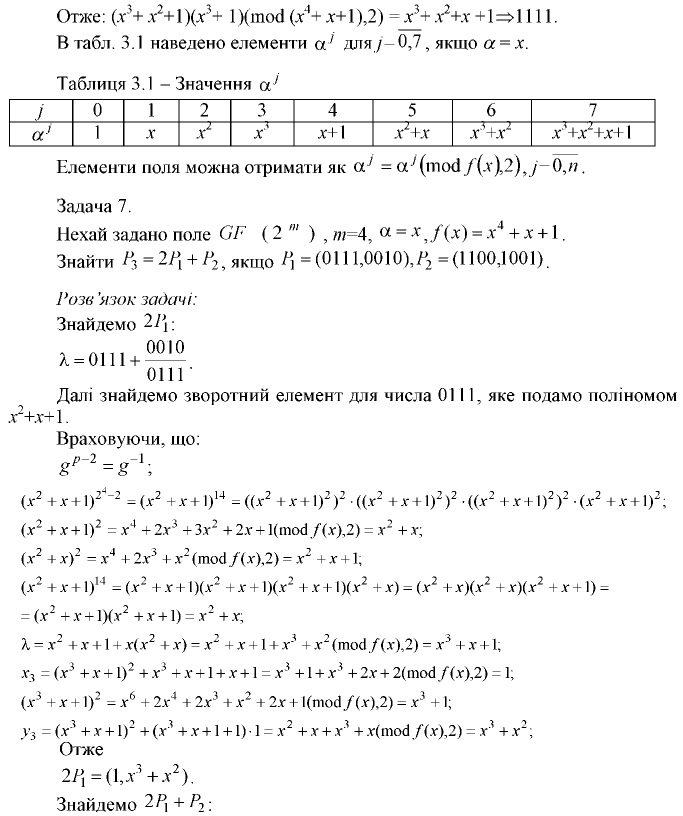 Отже: (x³+ x²+1)(x³+ 1)(mod (x⁴+ x+1),2) = x³+ x²+x +1⇒1111.
В табл. 3.1 наведено елементи α^j для j–0,7, якщо α = x.
Таблиця 3.1 – Значення α^j
j 0 1 2 3 4 5 6 7
α^j 1 x x² x³ x+1 x²+x x³+x² x³+x²+x+1
Елементи поля можна отримати як α^j = α^j(mod f(x),2), j–0,n.
Задача 7.
Нехай задано поле GF (2^m), m=4, α = x, f(x) = x⁴ + x + 1.
Знайти P₃ = 2P₁ + P₂, якщо P₁ = (0111,0010), P₂ = (1100,1001).
Розв’язок задачі:
Знайдемо 2P₁:
λ = 0111 + 0010/0111.
Далі знайдемо зворотний елемент для числа 0111, яке подамо поліномом
x²+x+1.
Враховуючи, що:
g^(p−2) = g^(−1);
(x² + x + 1)^(2⁴−2) = (x² + x + 1)¹⁴ = ((x² + x + 1)²)² · ((x² + x + 1)²)² · ((x² + x + 1)²)² · (x² + x + 1)²;
(x² + x + 1)² = x⁴ + 2x³ + 3x² + 2x + 1(mod f(x),2) = x² + x;
(x² + x)² = x⁴ + 2x³ + x²(mod f(x),2) = x² + x + 1;
(x² + x + 1)¹⁴ = (x² + x + 1)(x² + x + 1)(x² + x + 1)(x² + x) = (x² + x)(x² + x)(x² + x + 1) =
= (x² + x + 1)(x² + x + 1) = x² + x;
λ = x² + x + 1 + x(x² + x) = x² + x + 1 + x³ + x²(mod f(x),2) = x³ + x + 1;
x₃ = (x³ + x + 1)² + x³ + x + 1 + x + 1 = x³ + 1 + x³ + 2x + 2(mod f(x),2) = 1;
(x³ + x + 1)² = x⁶ + 2x⁴ + 2x³ + x² + 2x + 1(mod f(x),2) = x³ + 1;
y₃ = (x³ + x + 1)² + (x³ + x + 1 + 1) · 1 = x² + x + x³ + x(mod f(x),2) = x³ + x²;
Отже
2P₁ = (1, x³ + x²).
Знайдемо 2P₁ + P₂: